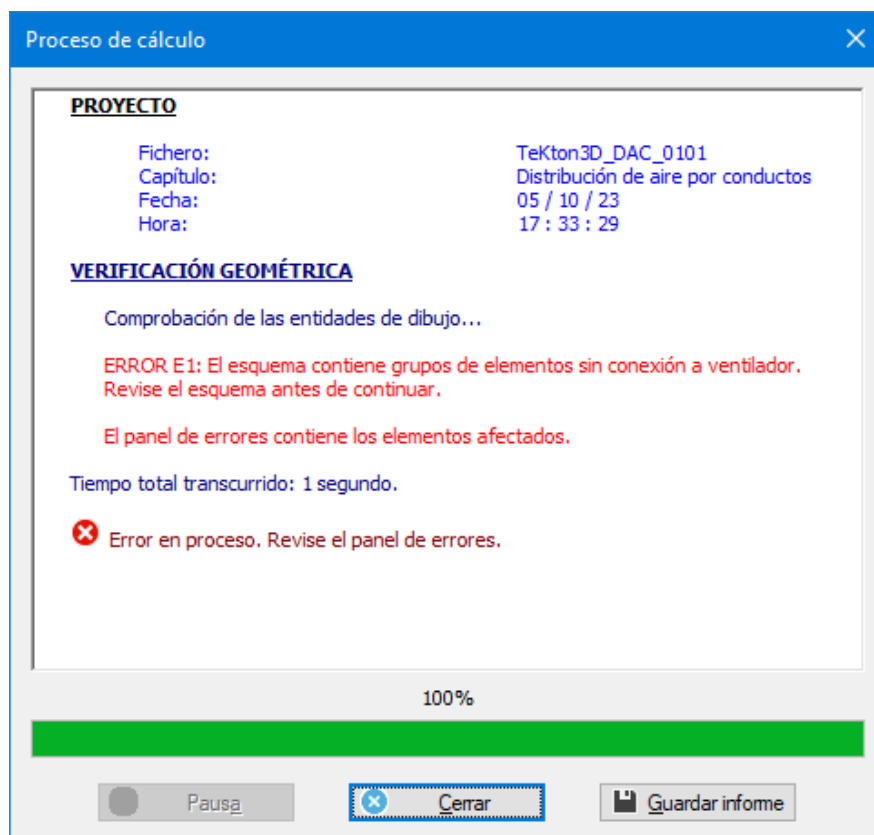 Proceso de cálculo
PROYECTO
Fichero: TeKton3D_DAC_0101
Capítulo: Distribución de aire por conductos
Fecha: 05 / 10 / 23
Hora: 17 : 33 : 29
VERIFICACIÓN GEOMÉTRICA
Comprobación de las entidades de dibujo...
ERROR E1: El esquema contiene grupos de elementos sin conexión a ventilador.
Revise el esquema antes de continuar.
El panel de errores contiene los elementos afectados.
Tiempo total transcurrido: 1 segundo.
Error en proceso. Revise el panel de errores.
100%
Pausa Cerrar Guardar informe